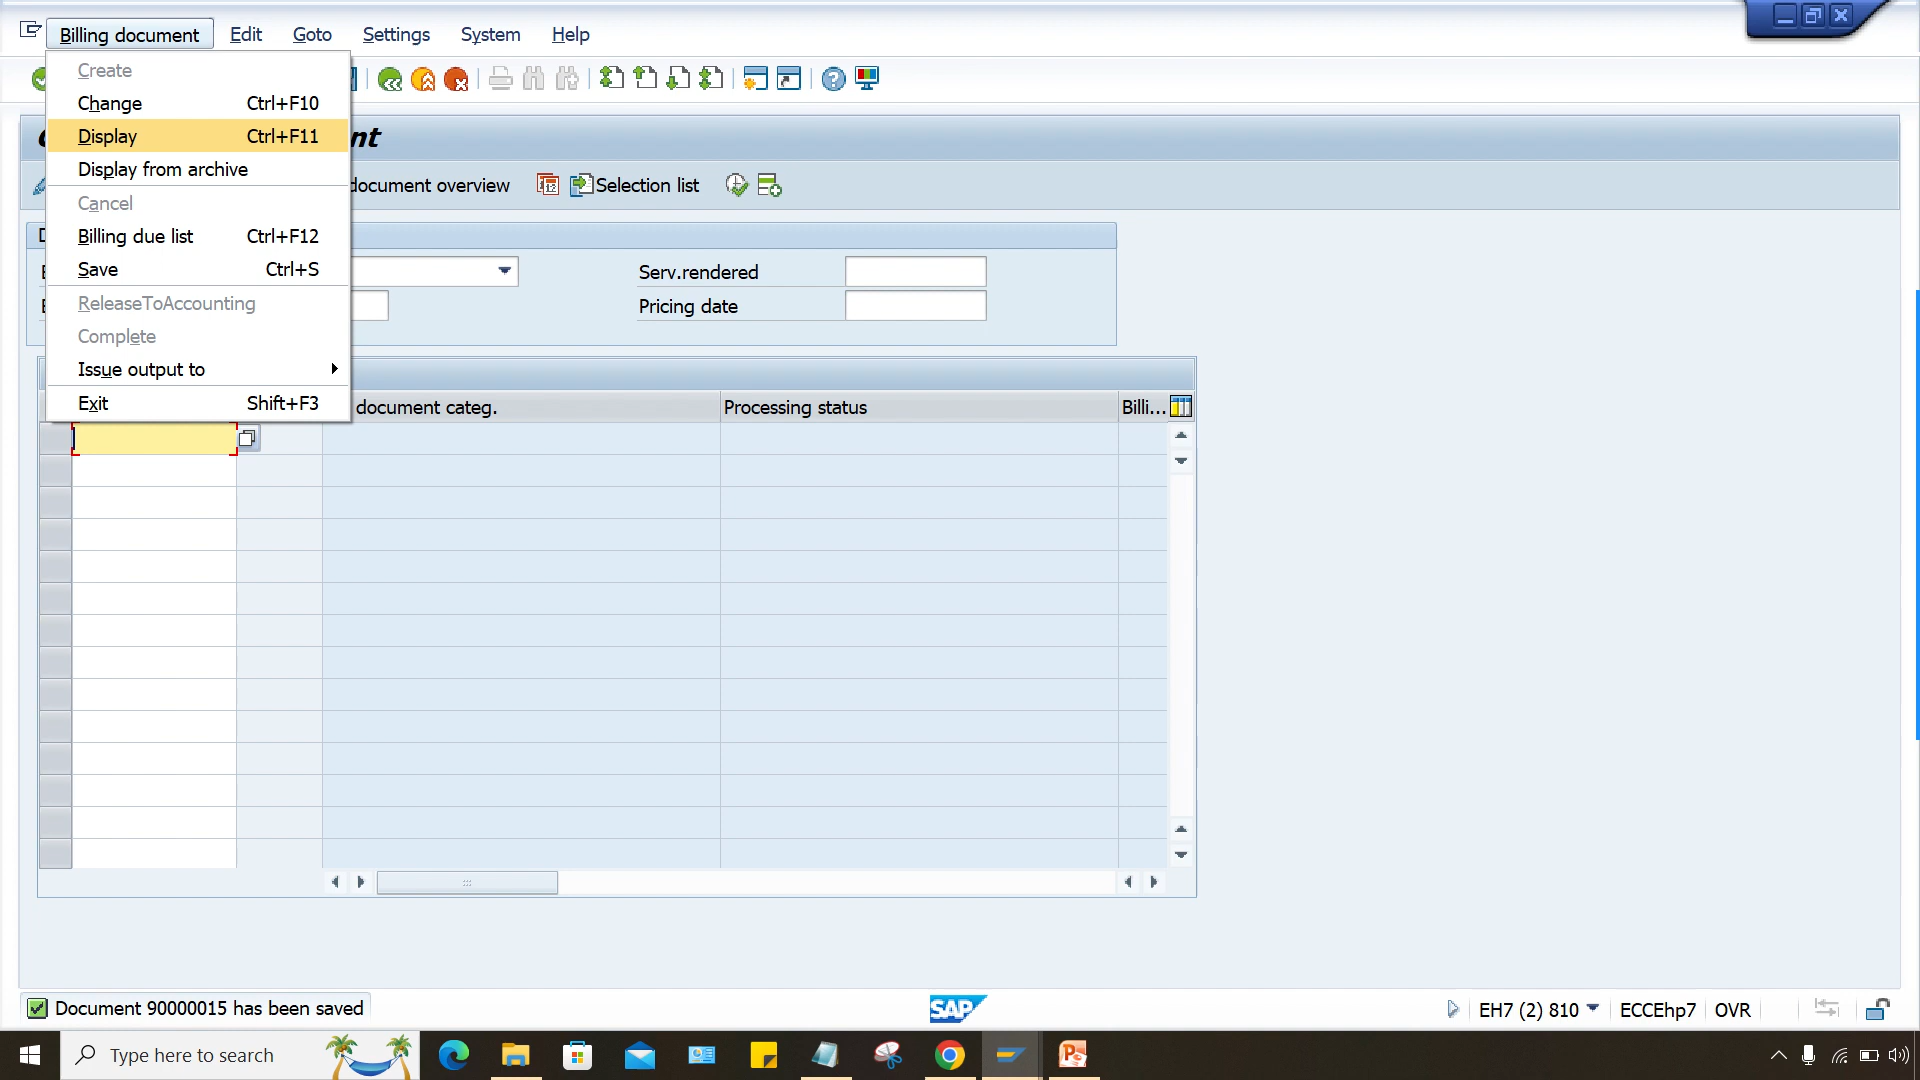 Billing document Edit Goto Settings System Help
Create
Change Ctrl+F10
Display Ctrl+F11
Display from archive
Cancel
Billing due list Ctrl+F12
Save Ctrl+S
ReleaseToAccounting
Complete
Issue output to
Exit Shift+F3
nt
document overview Selection list
Serv.rendered
Pricing date
document categ. Processing status Billi...
Document 90000015 has been saved
SAP
EH7 (2) 810 ECCEhp7 OVR
Type here to search